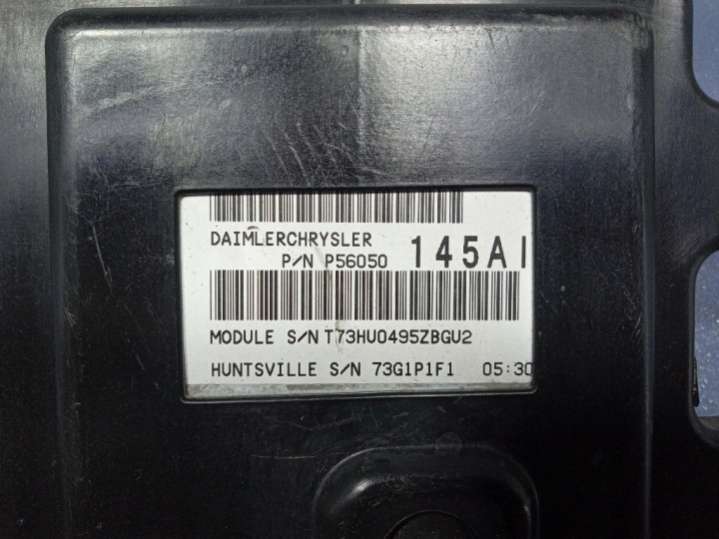 DAIMLERCHRYSLER
P/N P56050 145AI
MODULE S/N T73HU0495ZBGU2
HUNTSVILLE S/N 73G1P1F1 05:30